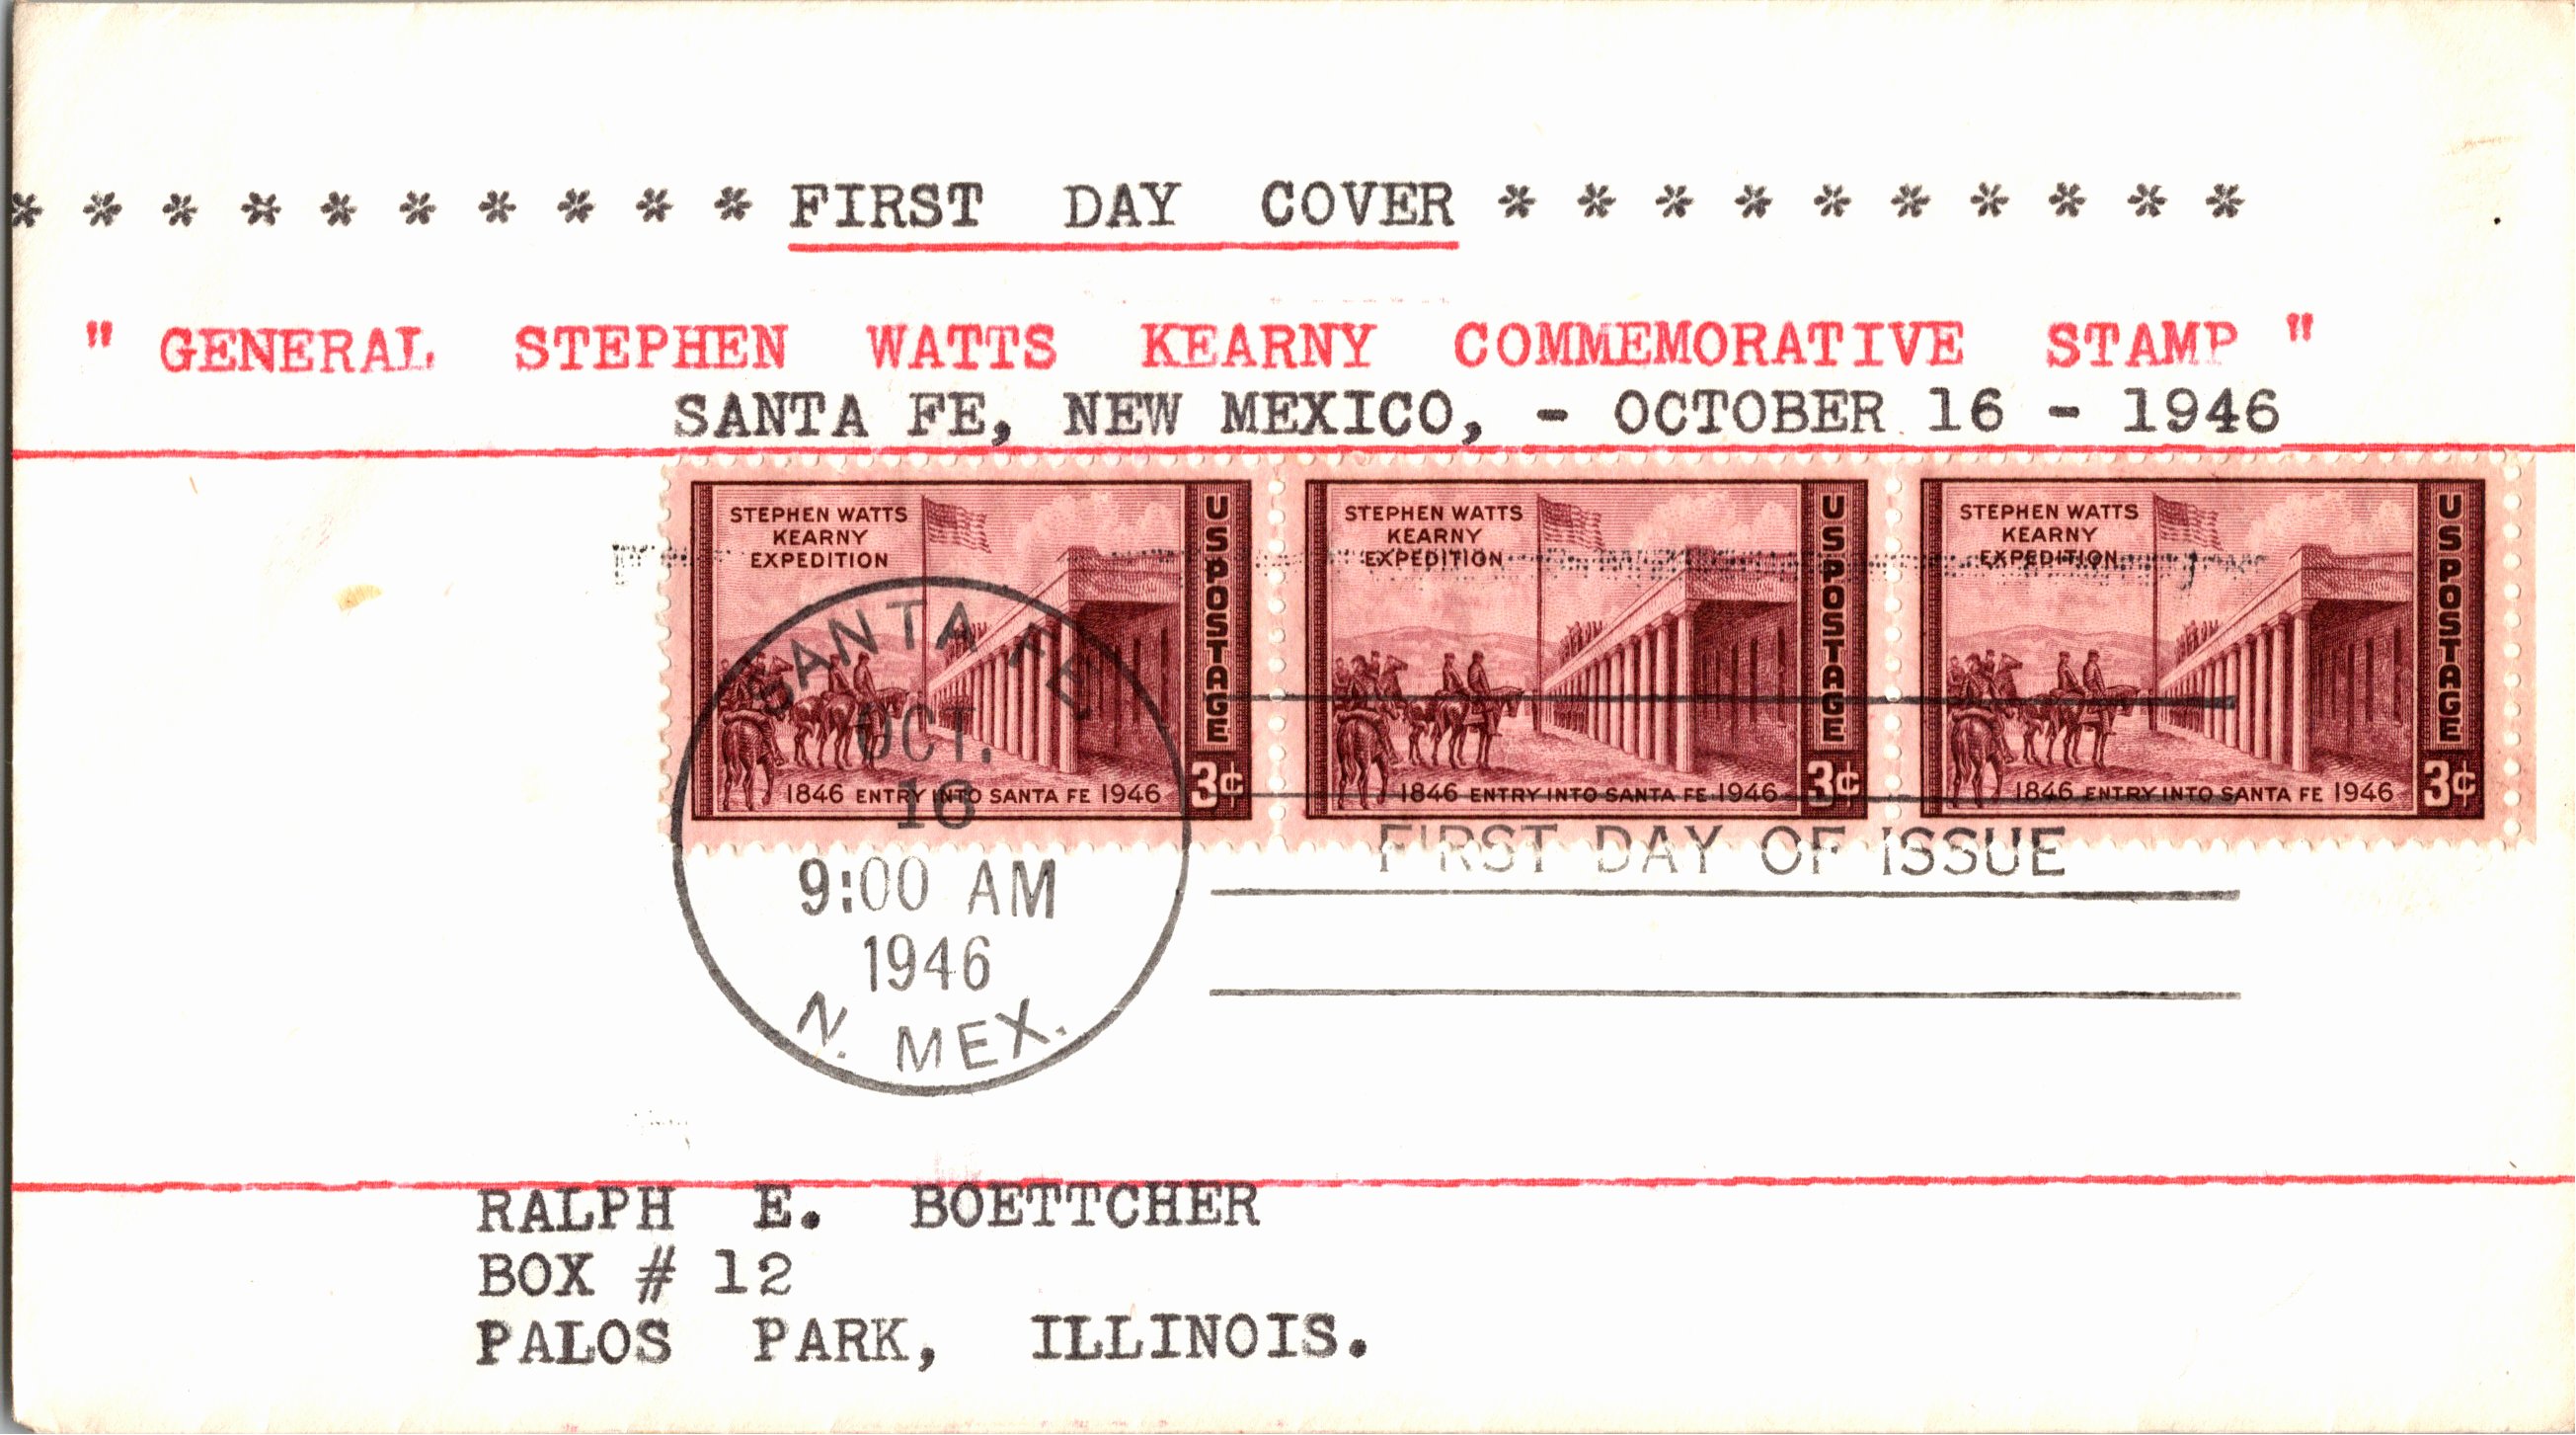 * * * * * * * * * * FIRST DAY COVER * * * * * * * * * *
" GENERAL STEPHEN WATTS KEARNY COMMEMORATIVE STAMP "
SANTA FE, NEW MEXICO, - OCTOBER 16 - 1946
STEPHEN WATTS
KEARNY
EXPEDITION
U S POSTAGE
1846 ENTRY INTO SANTA FE 1946
3¢
STEPHEN WATTS
KEARNY
EXPEDITION
U S POSTAGE
1846 ENTRY INTO SANTA FE 1946
3¢
STEPHEN WATTS
KEARNY
EXPEDITION
U S POSTAGE
1846 ENTRY INTO SANTA FE 1946
3¢
SANTA FE
OCT.
16
9:00 AM
1946
N. MEX.
FIRST DAY OF ISSUE
RALPH E. BOETTCHER
BOX # 12
PALOS PARK, ILLINOIS.